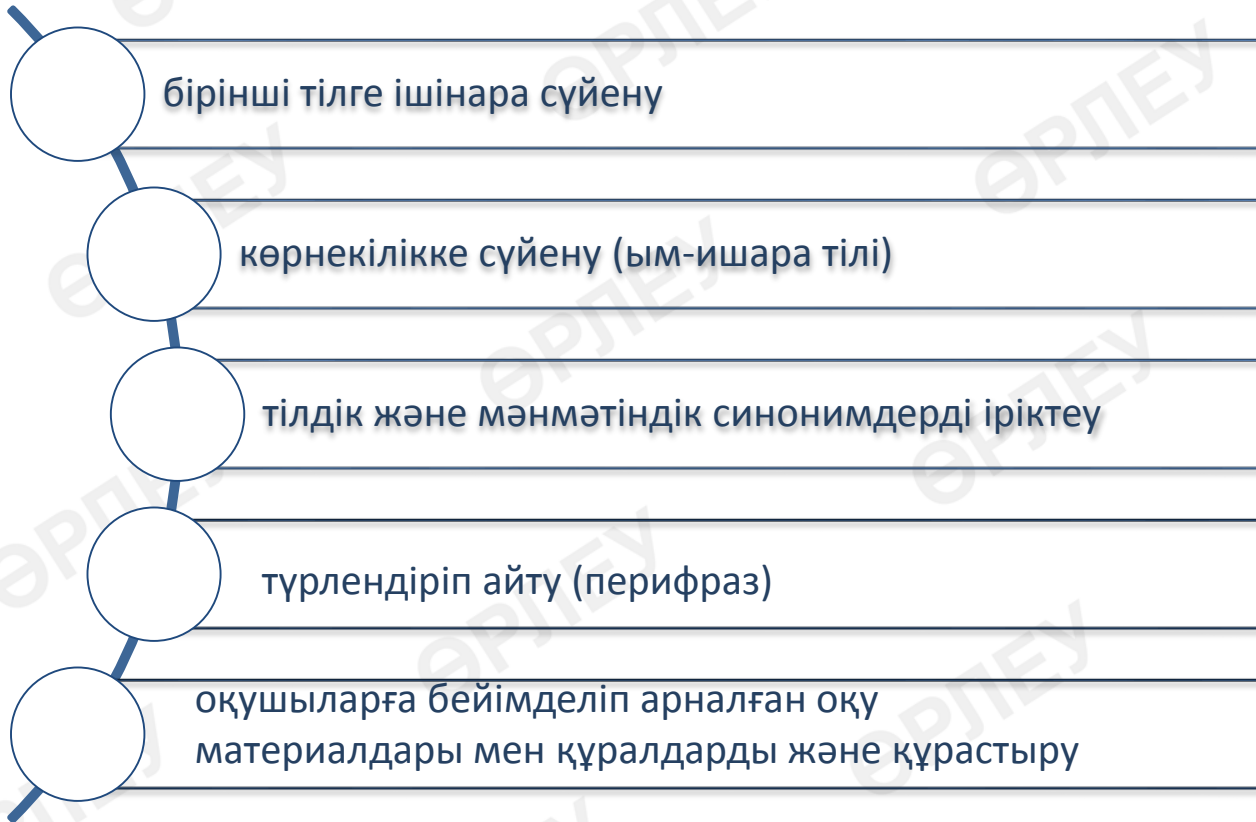 бірінші тілге ішінара сүйену
көрнекілікке сүйену (ым-ишара тілі)
тілдік және мәнмәтіндік синонимдерді іріктеу
түрлендіріп айту (перифраз)
оқушыларға бейімделіп арналған оқу
материалдары мен құралдарды және құрастыру
ӨРЛЕУ